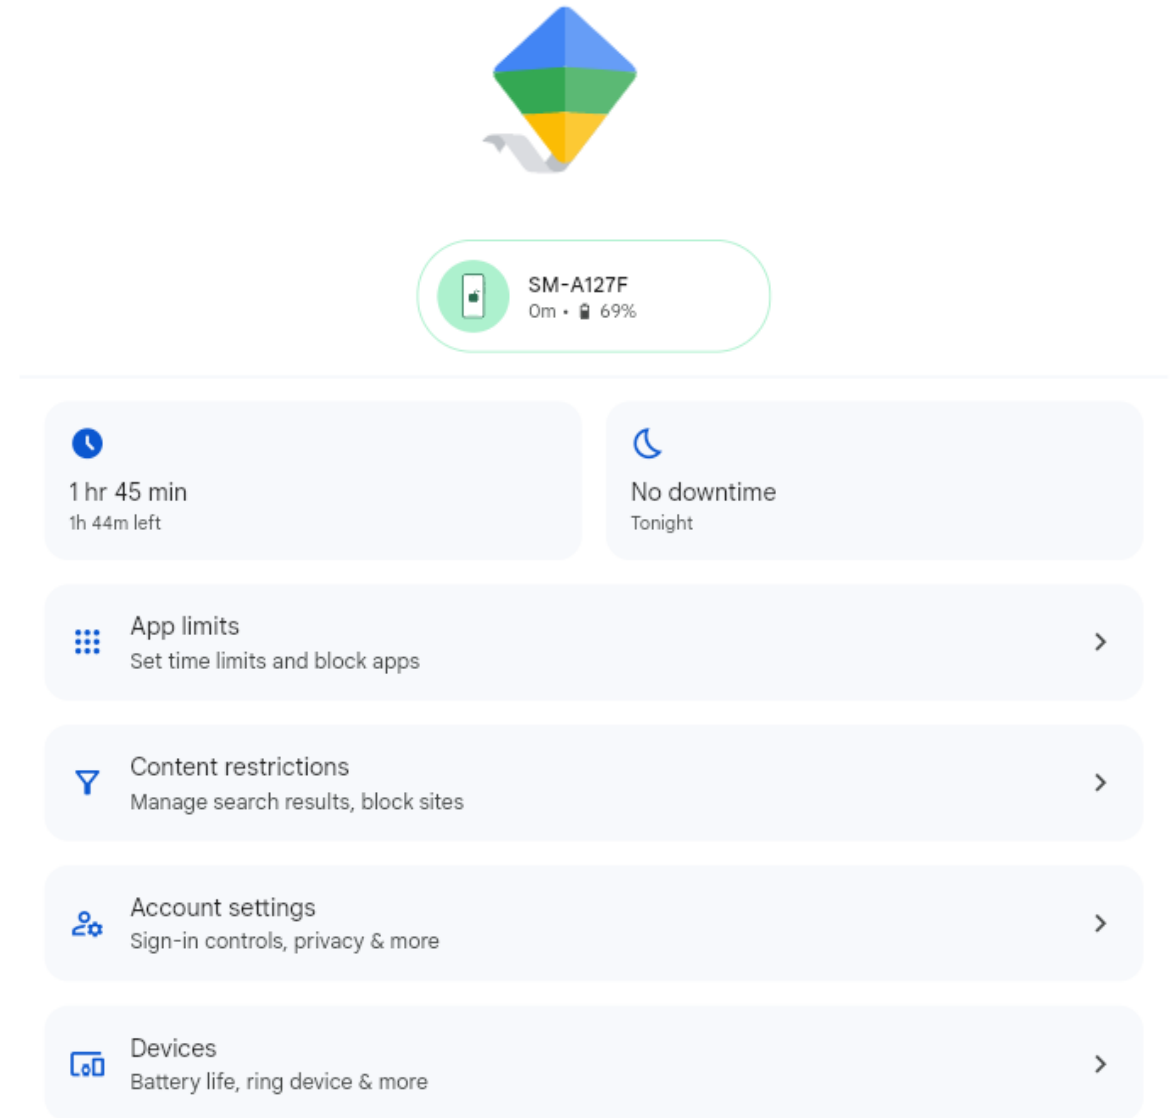 SM-A127F
0m • 69%
1 hr 45 min
1h 44m left
No downtime
Tonight
App limits
Set time limits and block apps
Content restrictions
Manage search results, block sites
Account settings
Sign-in controls, privacy & more
Devices
Battery life, ring device & more